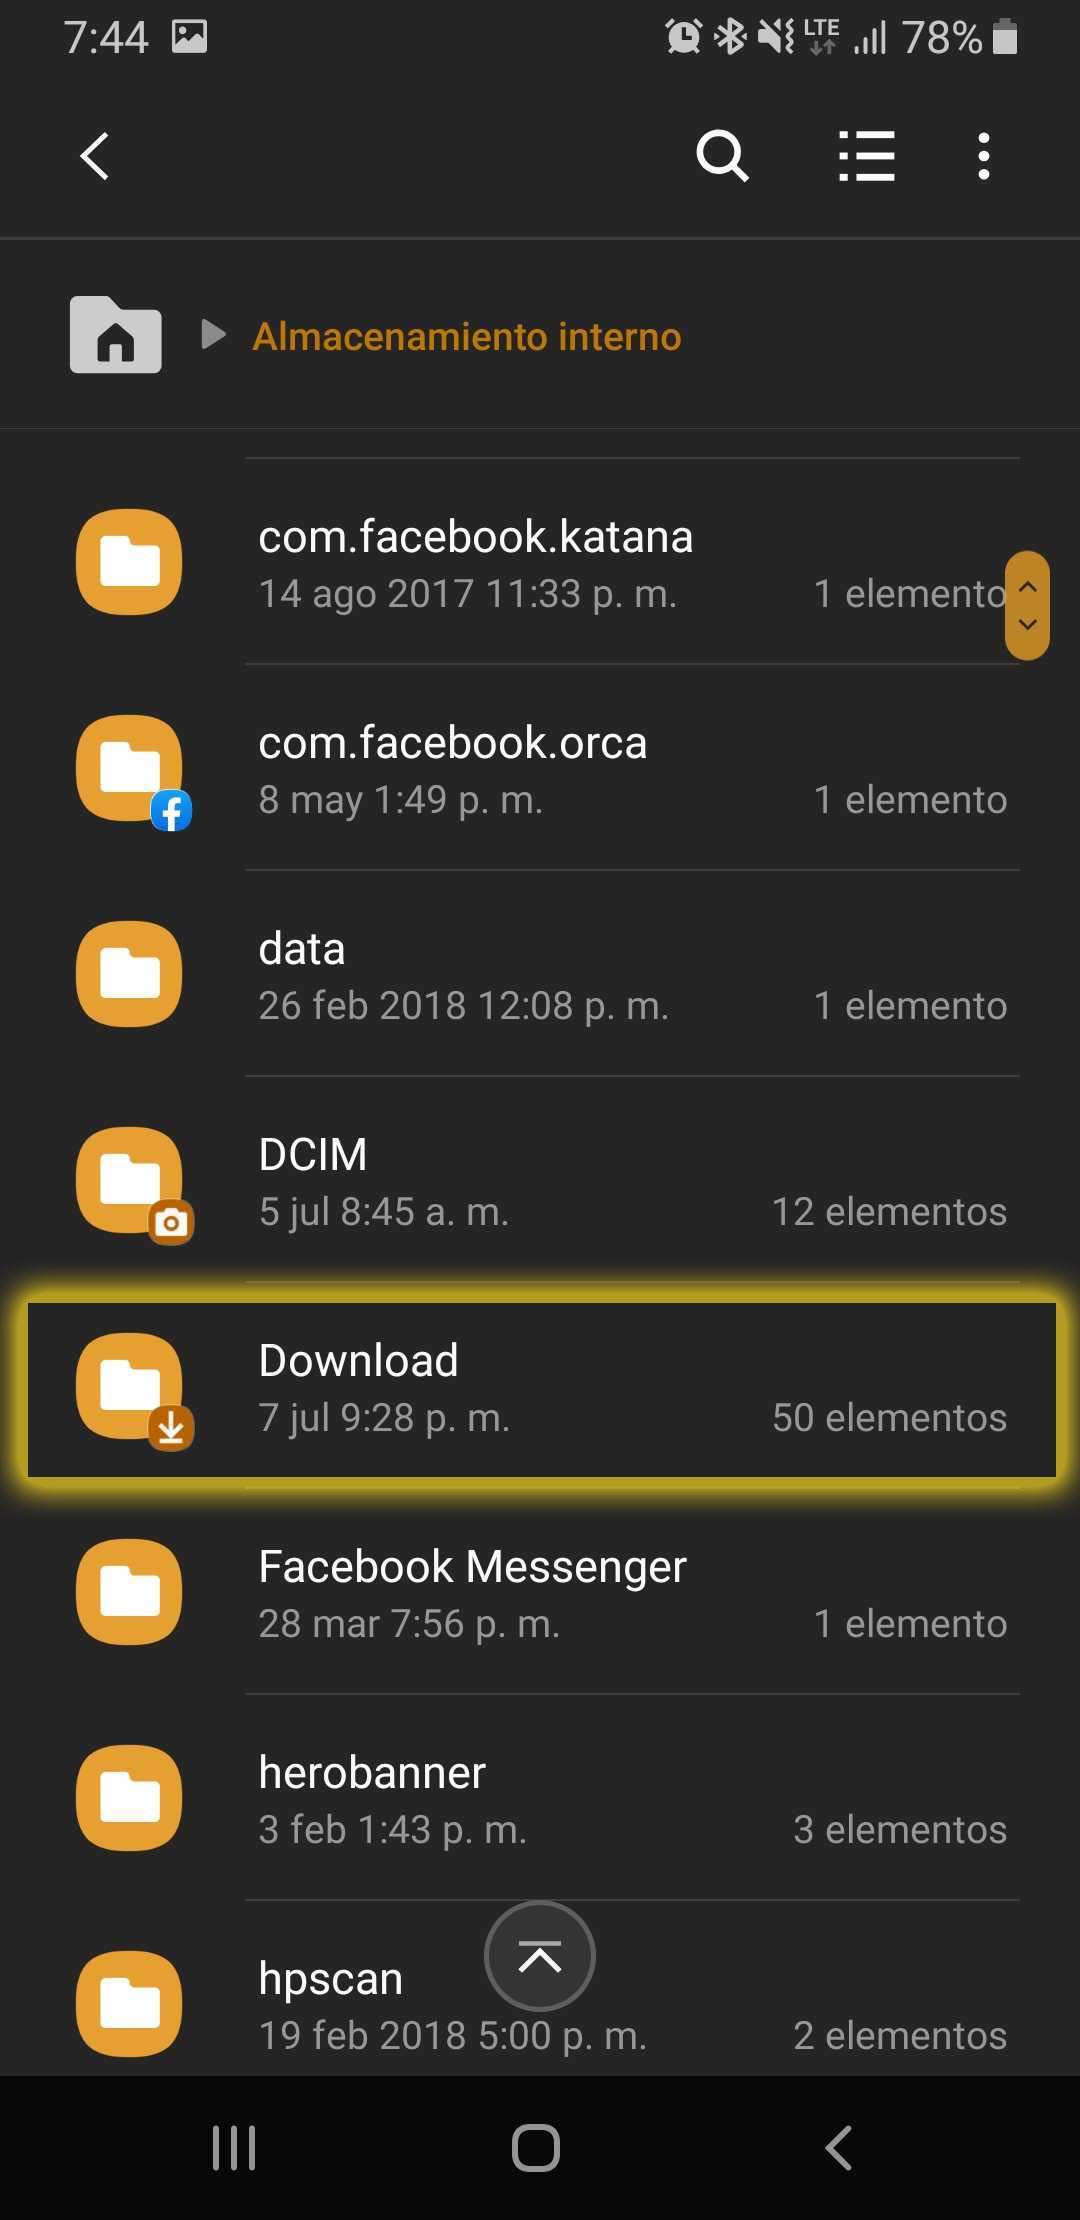 7:44 LTE 78%
Almacenamiento interno
com.facebook.katana
14 ago 2017 11:33 p. m. 1 elemento
com.facebook.orca
8 may 1:49 p. m. 1 elemento
data
26 feb 2018 12:08 p. m. 1 elemento
DCIM
5 jul 8:45 a. m. 12 elementos
Download
7 jul 9:28 p. m. 50 elementos
Facebook Messenger
28 mar 7:56 p. m. 1 elemento
herobanner
3 feb 1:43 p. m. 3 elementos
hpscan
19 feb 2018 5:00 p. m. 2 elementos